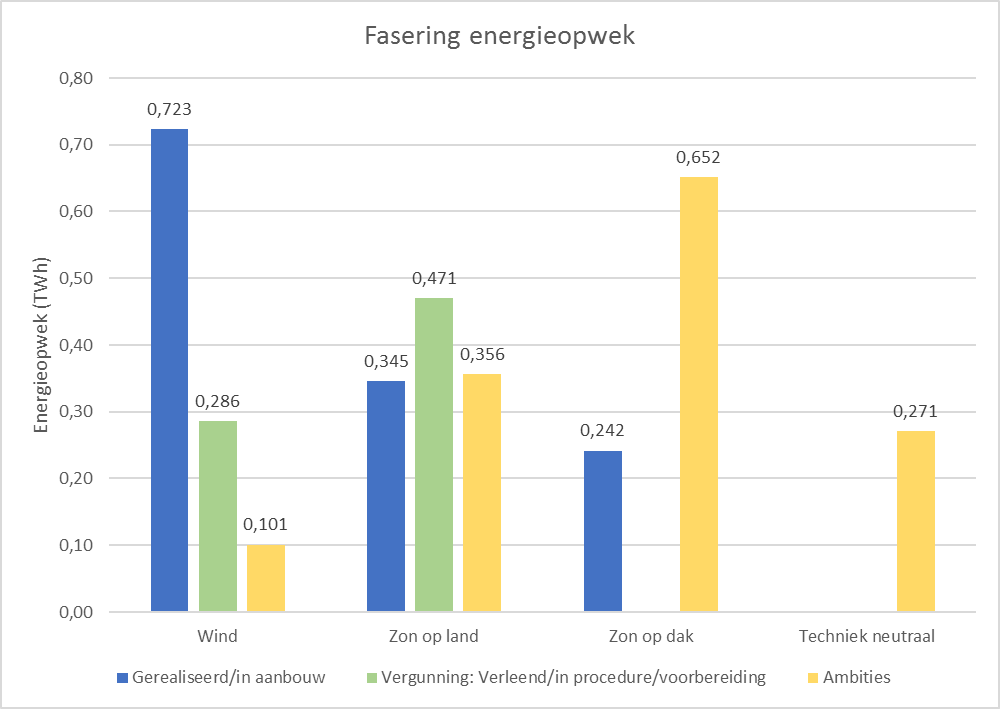 Fasering energieopwek
Energieopwek (TWh)
0,80
0,70
0,60
0,50
0,40
0,30
0,20
0,10
0,00
0,723
0,286
0,101
0,345
0,471
0,356
0,242
0,652
0,271
Wind
Zon op land
Zon op dak
Techniek neutraal
Gerealiseerd/in aanbouw
Vergunning: Verleend/in procedure/voorbereiding
Ambities